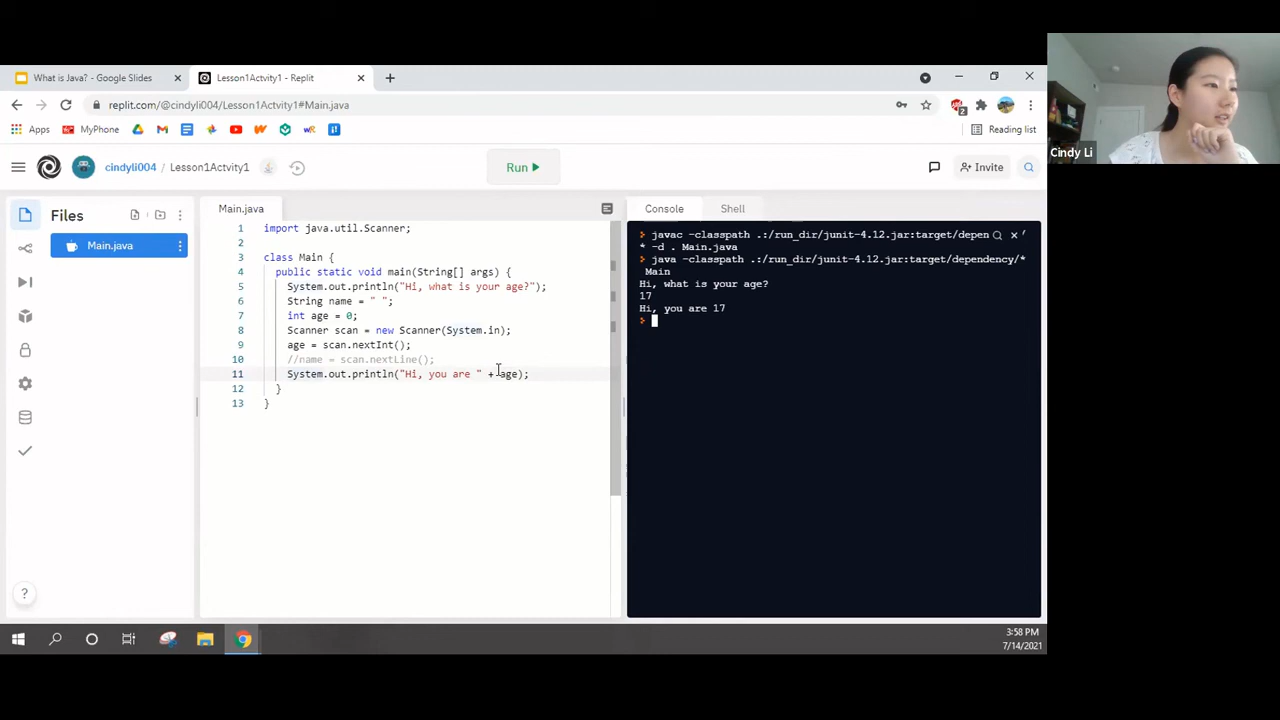 What is Java? - Google Slides
Lesson1Actvity1 - Replit
replit.com/@cindyli004/Lesson1Actvity1#Main.java
Apps
MyPhone
Reading list
Cindy Li
cindyli004 / Lesson1Actvity1
Run
Invite
Files
Main.java
Main.java
1 import java.util.Scanner;
2
3 class Main {
4 public static void main(String[] args) {
5 System.out.println("Hi, what is your age?");
6 String name = " ";
7 int age = 0;
8 Scanner scan = new Scanner(System.in);
9 age = scan.nextInt();
10 //name = scan.nextLine();
11 System.out.println("Hi, you are " + age);
12 }
13 }
Console
Shell
javac -classpath .:/run_dir/junit-4.12.jar:target/depen
* -d . Main.java
java -classpath .:/run_dir/junit-4.12.jar:target/dependency/*
Main
Hi, what is your age?
17
Hi, you are 17
?
3:58 PM
7/14/2021